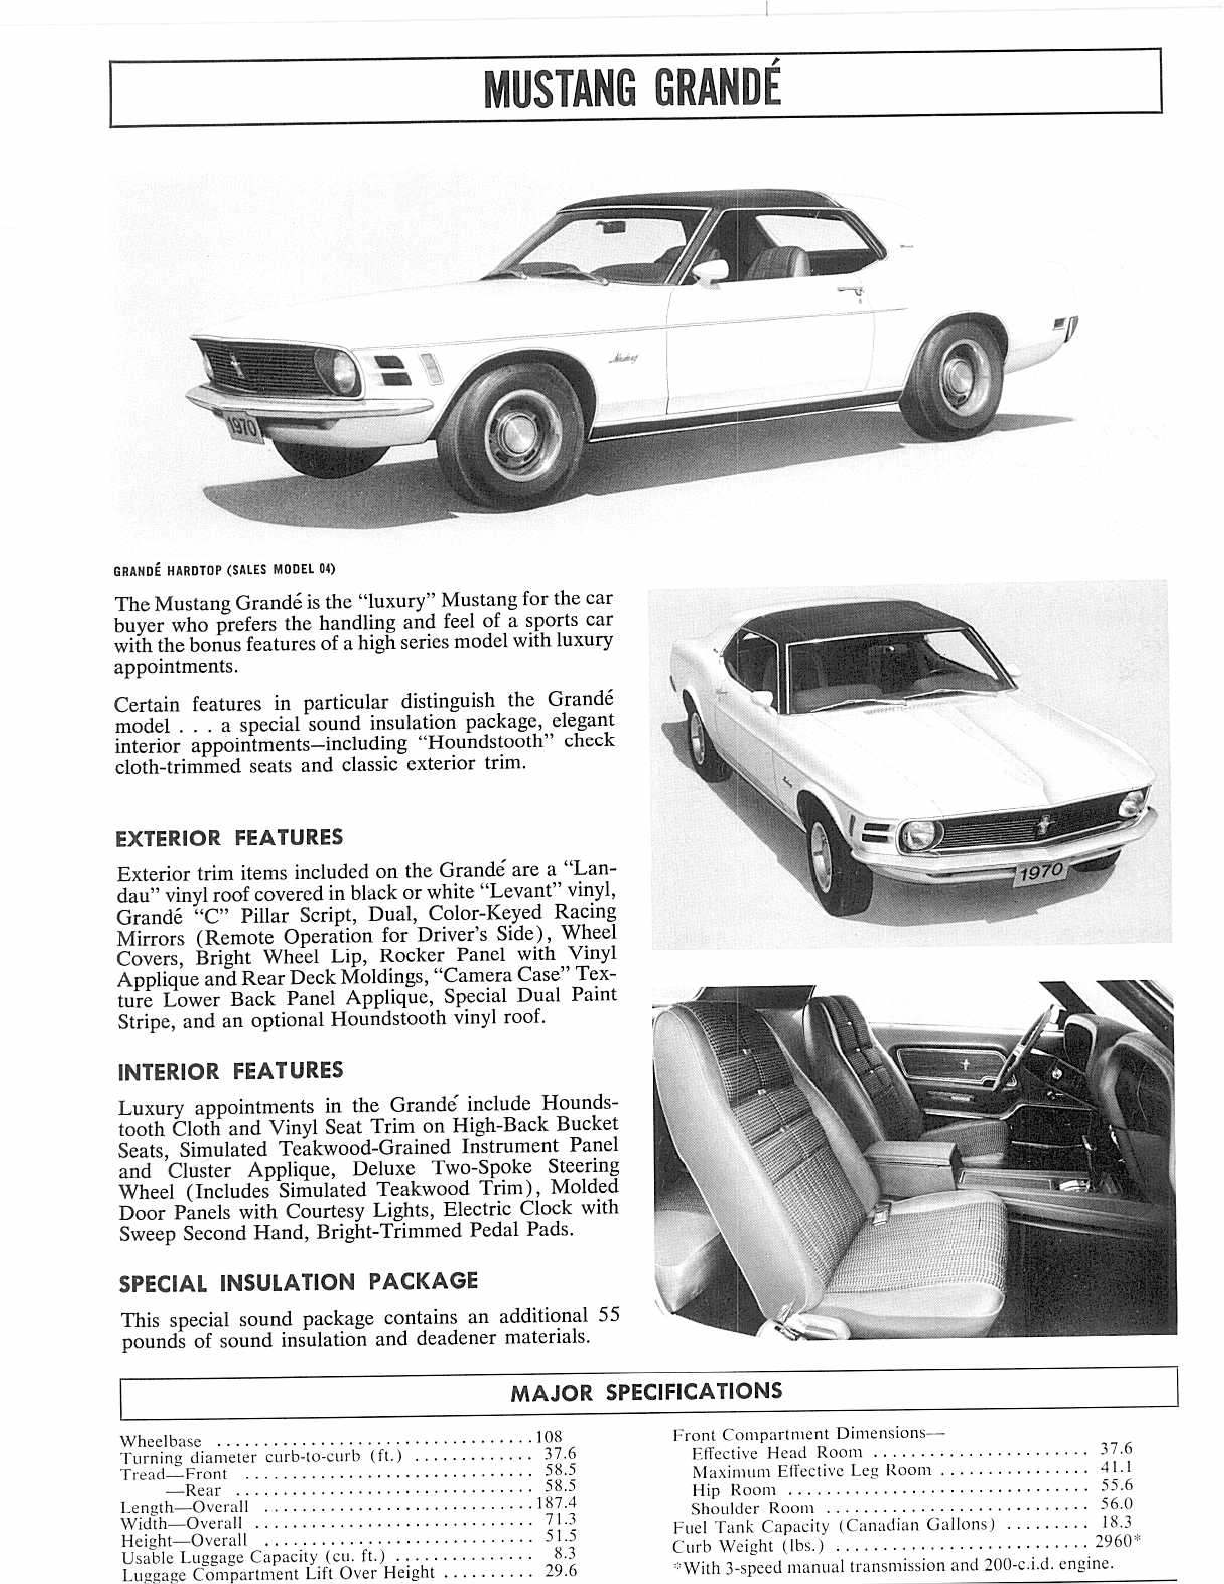 MUSTANG GRANDÉ
1970
Mustang
GRANDÉ HARDTOP (SALES MODEL 04)
The Mustang Grandé is the “luxury” Mustang for the car
buyer who prefers the handling and feel of a sports car
with the bonus features of a high series model with luxury
appointments.
Certain features in particular distinguish the Grandé
model . . . a special sound insulation package, elegant
interior appointments—including “Houndstooth” check
cloth-trimmed seats and classic exterior trim.
1970
EXTERIOR FEATURES
Exterior trim items included on the Grandé are a “Lan-
dau” vinyl roof covered in black or white “Levant” vinyl,
Grandé “C” Pillar Script, Dual, Color-Keyed Racing
Mirrors (Remote Operation for Driver’s Side), Wheel
Covers, Bright Wheel Lip, Rocker Panel with Vinyl
Applique and Rear Deck Moldings, “Camera Case” Tex-
ture Lower Back Panel Applique, Special Dual Paint
Stripe, and an optional Houndstooth vinyl roof.
INTERIOR FEATURES
Luxury appointments in the Grandé include Hounds-
tooth Cloth and Vinyl Seat Trim on High-Back Bucket
Seats, Simulated Teakwood-Grained Instrument Panel
and Cluster Applique, Deluxe Two-Spoke Steering
Wheel (Includes Simulated Teakwood Trim), Molded
Door Panels with Courtesy Lights, Electric Clock with
Sweep Second Hand, Bright-Trimmed Pedal Pads.
SPECIAL INSULATION PACKAGE
This special sound package contains an additional 55
pounds of sound insulation and deadener materials.
MAJOR SPECIFICATIONS
Wheelbase . . . . . . . . . . . . . . . . . . . . . . . . . . . . . . . . . 108
Turning diameter curb-to-curb (ft.) . . . . . . . . . . . . . 37.6
Tread—Front . . . . . . . . . . . . . . . . . . . . . . . . . . . . . . 58.5
—Rear . . . . . . . . . . . . . . . . . . . . . . . . . . . . . . . 58.5
Length—Overall . . . . . . . . . . . . . . . . . . . . . . . . . . . . 187.4
Width—Overall . . . . . . . . . . . . . . . . . . . . . . . . . . . . . 71.3
Height—Overall . . . . . . . . . . . . . . . . . . . . . . . . . . . . 51.5
Usable Luggage Capacity (cu. ft.) . . . . . . . . . . . . . . . 8.3
Luggage Compartment Lift Over Height . . . . . . . . . . 29.6
Front Compartment Dimensions—
Effective Head Room . . . . . . . . . . . . . . . . . . . . . . . 37.6
Maximum Effective Leg Room . . . . . . . . . . . . . . . . 41.1
Hip Room . . . . . . . . . . . . . . . . . . . . . . . . . . . . . . . 55.6
Shoulder Room . . . . . . . . . . . . . . . . . . . . . . . . . . . 56.0
Fuel Tank Capacity (Canadian Gallons) . . . . . . . . . 18.3
Curb Weight (lbs.) . . . . . . . . . . . . . . . . . . . . . . . . . . 2960*
*With 3-speed manual transmission and 200-c.i.d. engine.